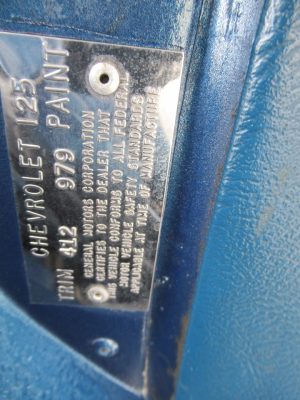 CHEVROLET 125
TRIM 412 979 PAINT
GENERAL MOTORS CORPORATION
CERTIFIES TO THE DEALER THAT
THIS VEHICLE CONFORMS TO ALL FEDERAL
MOTOR VEHICLE SAFETY STANDARDS
APPLICABLE AT TIME OF MANUFACTURE